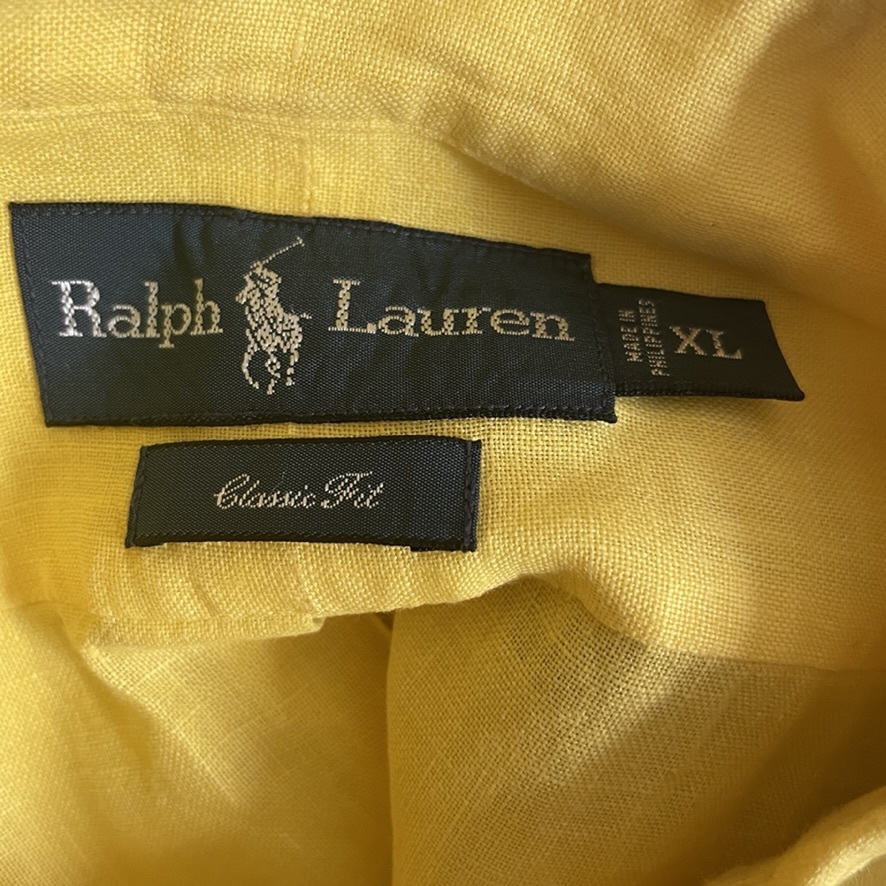 Ralph Lauren
MADE IN
PHILIPPINES
XL
Classic Fit